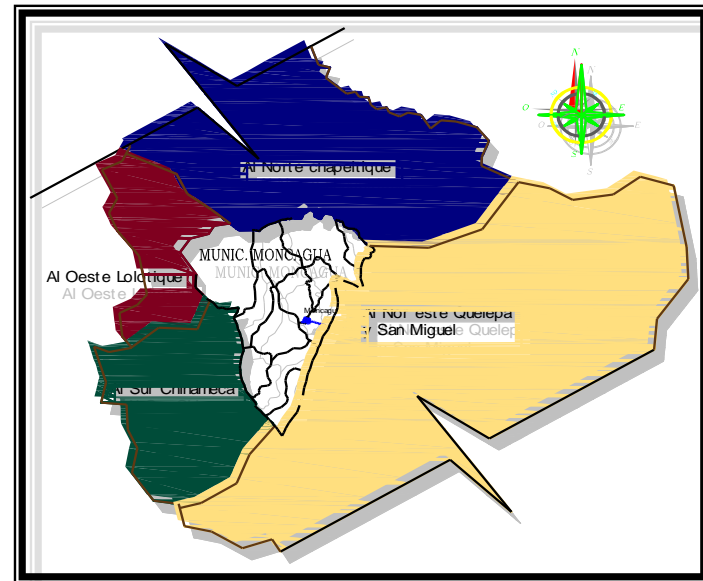 N
N
O
E
O
E
S
S
Al Norte chapeltique
MUNIC. MONCAGUA
MUNIC. MONCAGUA
Al Oeste Lolotique
Al Oeste
Moncagu
Al Nor este Quelepa
y San Miguel
Al Sur Chinameca